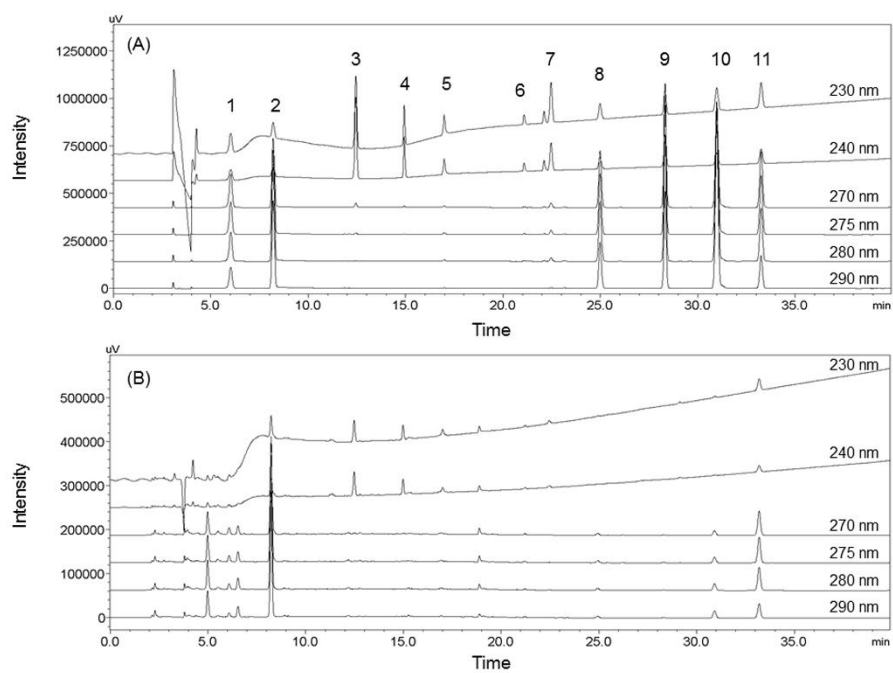 uV
(A)
1250000
1000000
750000
500000
250000
0
Intensity
1 2 3 4 5 6 7 8 9 10 11
230 nm
240 nm
270 nm
275 nm
280 nm
290 nm
0.0 5.0 10.0 15.0 20.0 25.0 30.0 35.0 min
Time
uV
(B)
500000
400000
300000
200000
100000
0
Intensity
230 nm
240 nm
270 nm
275 nm
280 nm
290 nm
0.0 5.0 10.0 15.0 20.0 25.0 30.0 35.0 min
Time